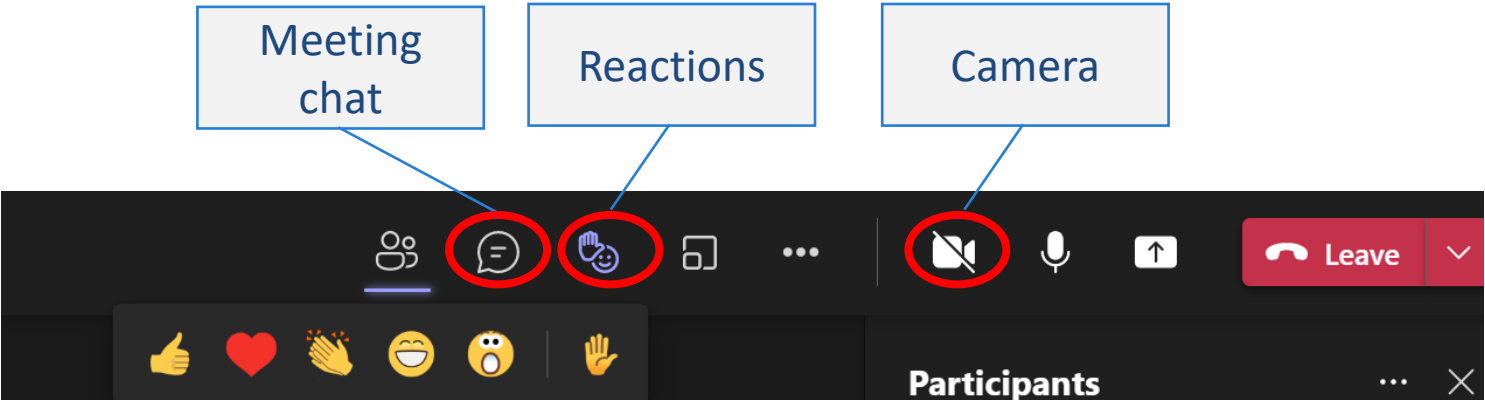 Meeting
chat
Reactions
Camera
Leave
Participants